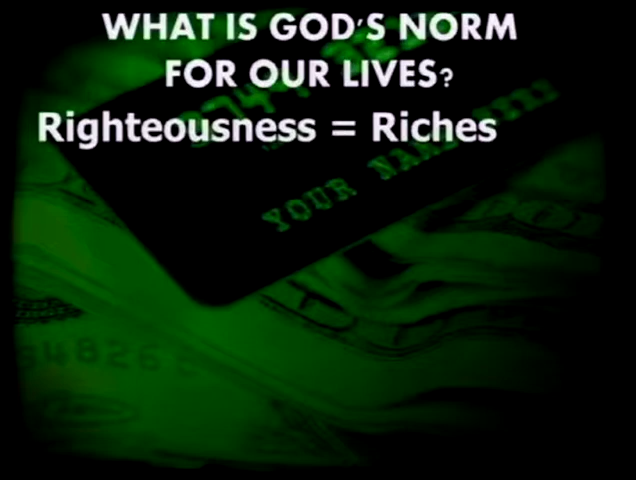 WHAT IS GOD'S NORM
FOR OUR LIVES?
Righteousness = Riches
YOUR NAME